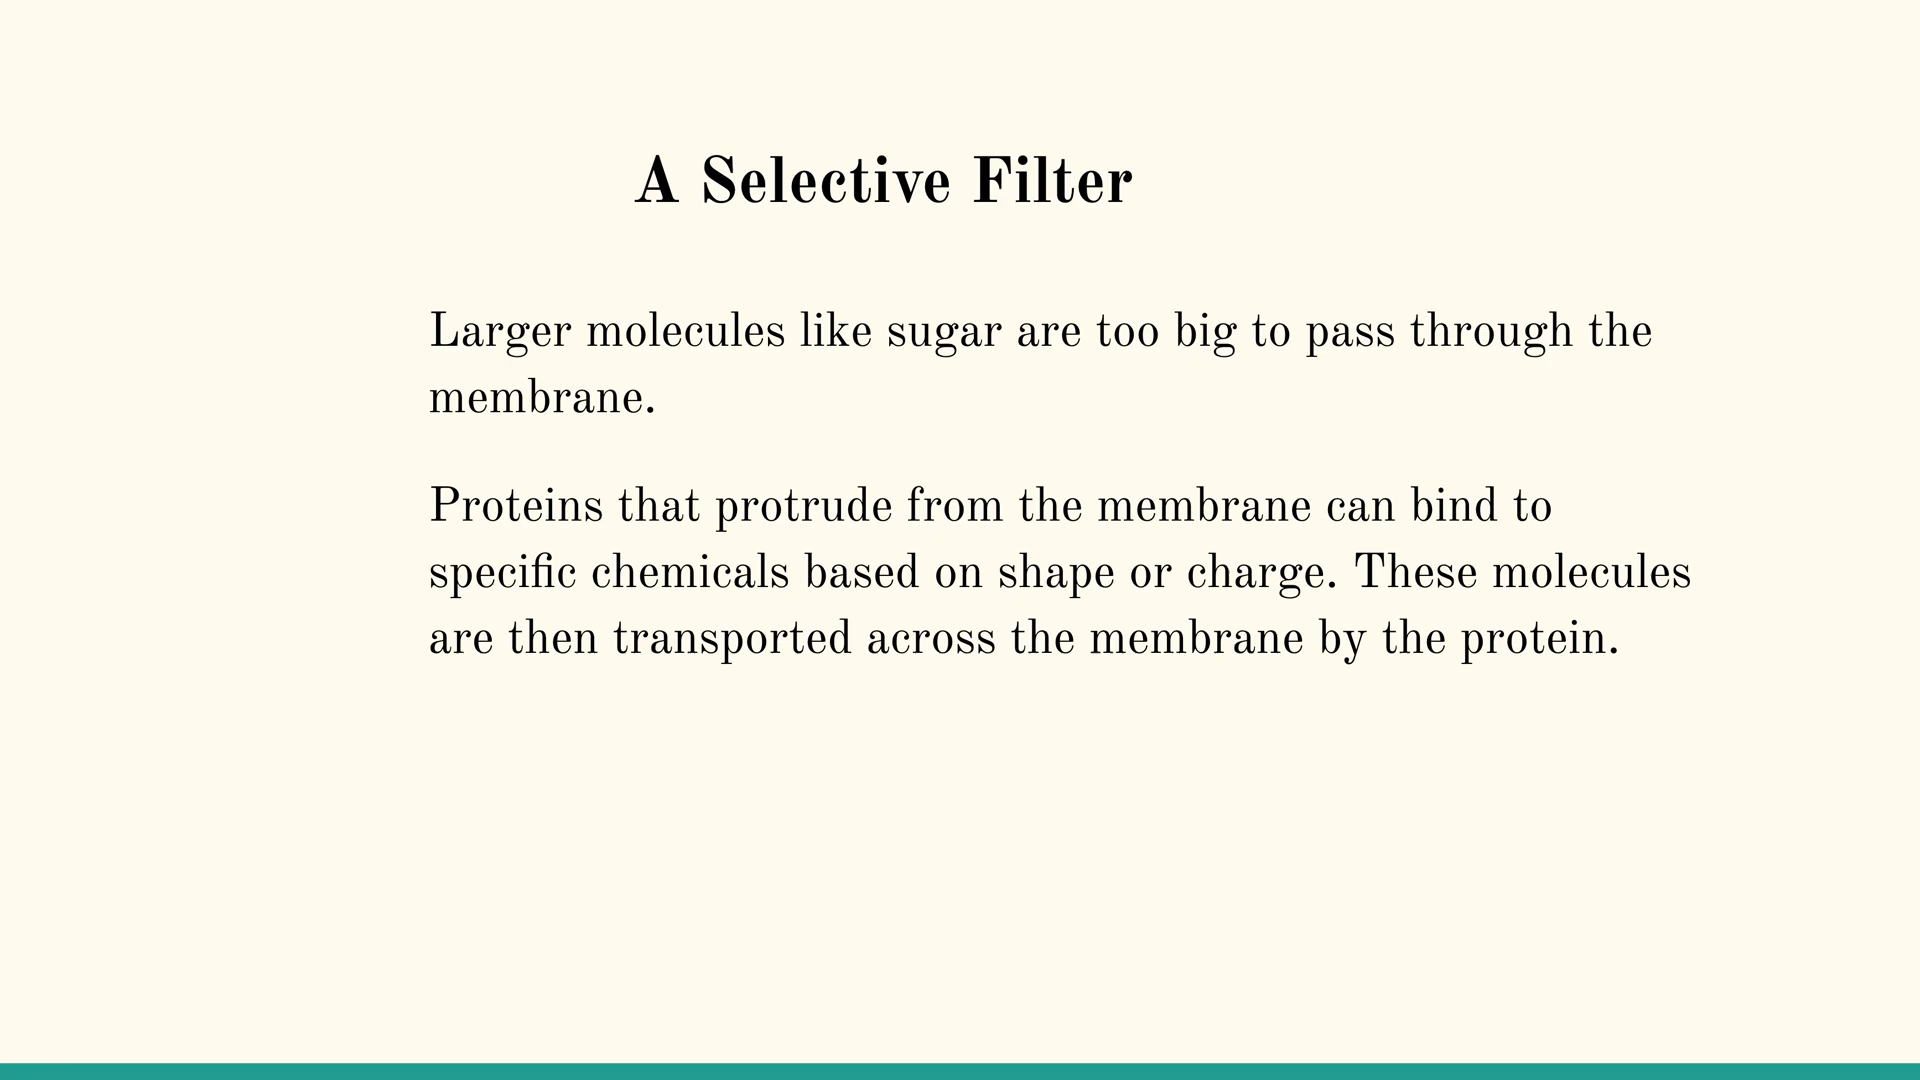 A Selective Filter
Larger molecules like sugar are too big to pass through the
membrane.
Proteins that protrude from the membrane can bind to
specific chemicals based on shape or charge. These molecules
are then transported across the membrane by the protein.